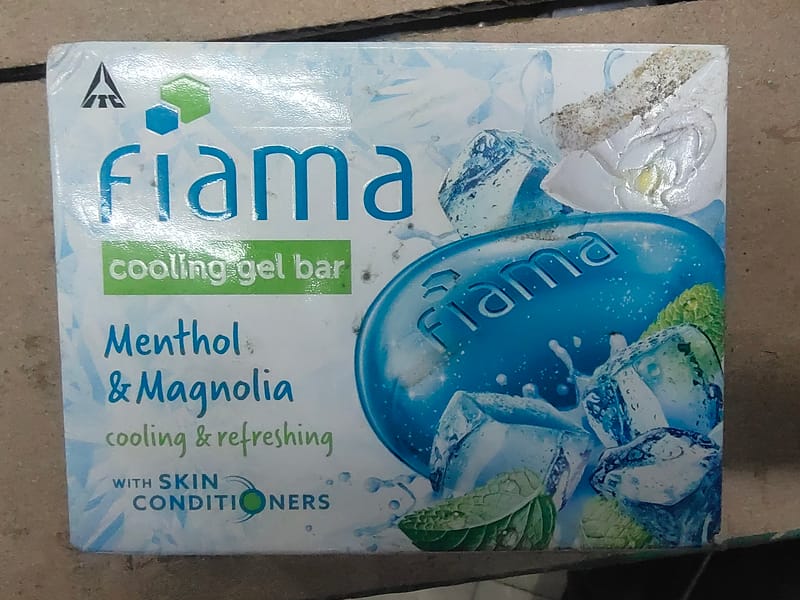 ITC
fiama
cooling gel bar
Menthol
& Magnolia
cooling & refreshing
WITH SKIN
CONDITIONERS
fiama